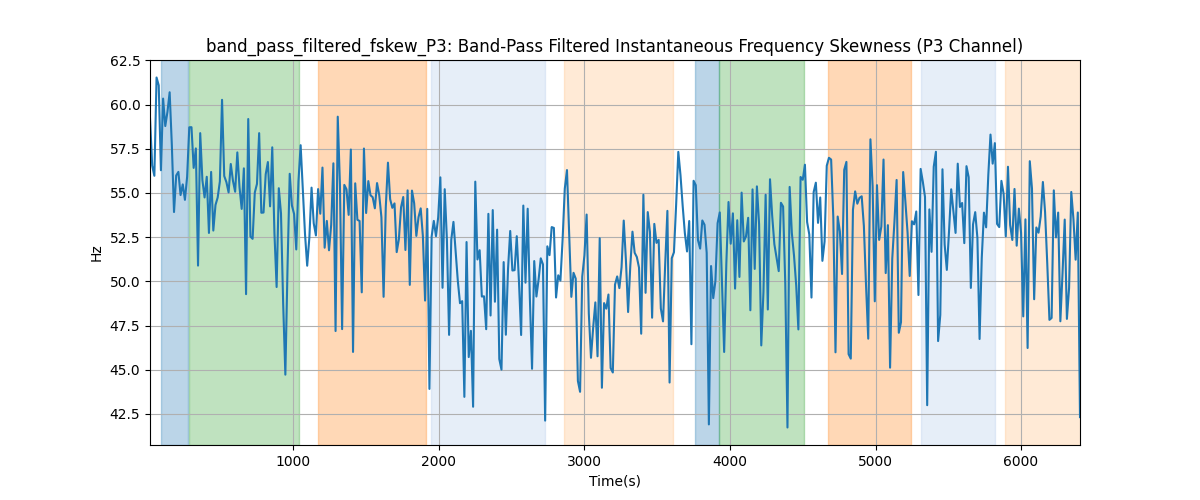 band_pass_filtered_fskew_P3: Band-Pass Filtered Instantaneous Frequency Skewness (P3 Channel)
62.5
60.0
57.5
55.0
52.5
50.0
47.5
45.0
42.5
Hz
1000 2000 3000 4000 5000 6000
Time(s)